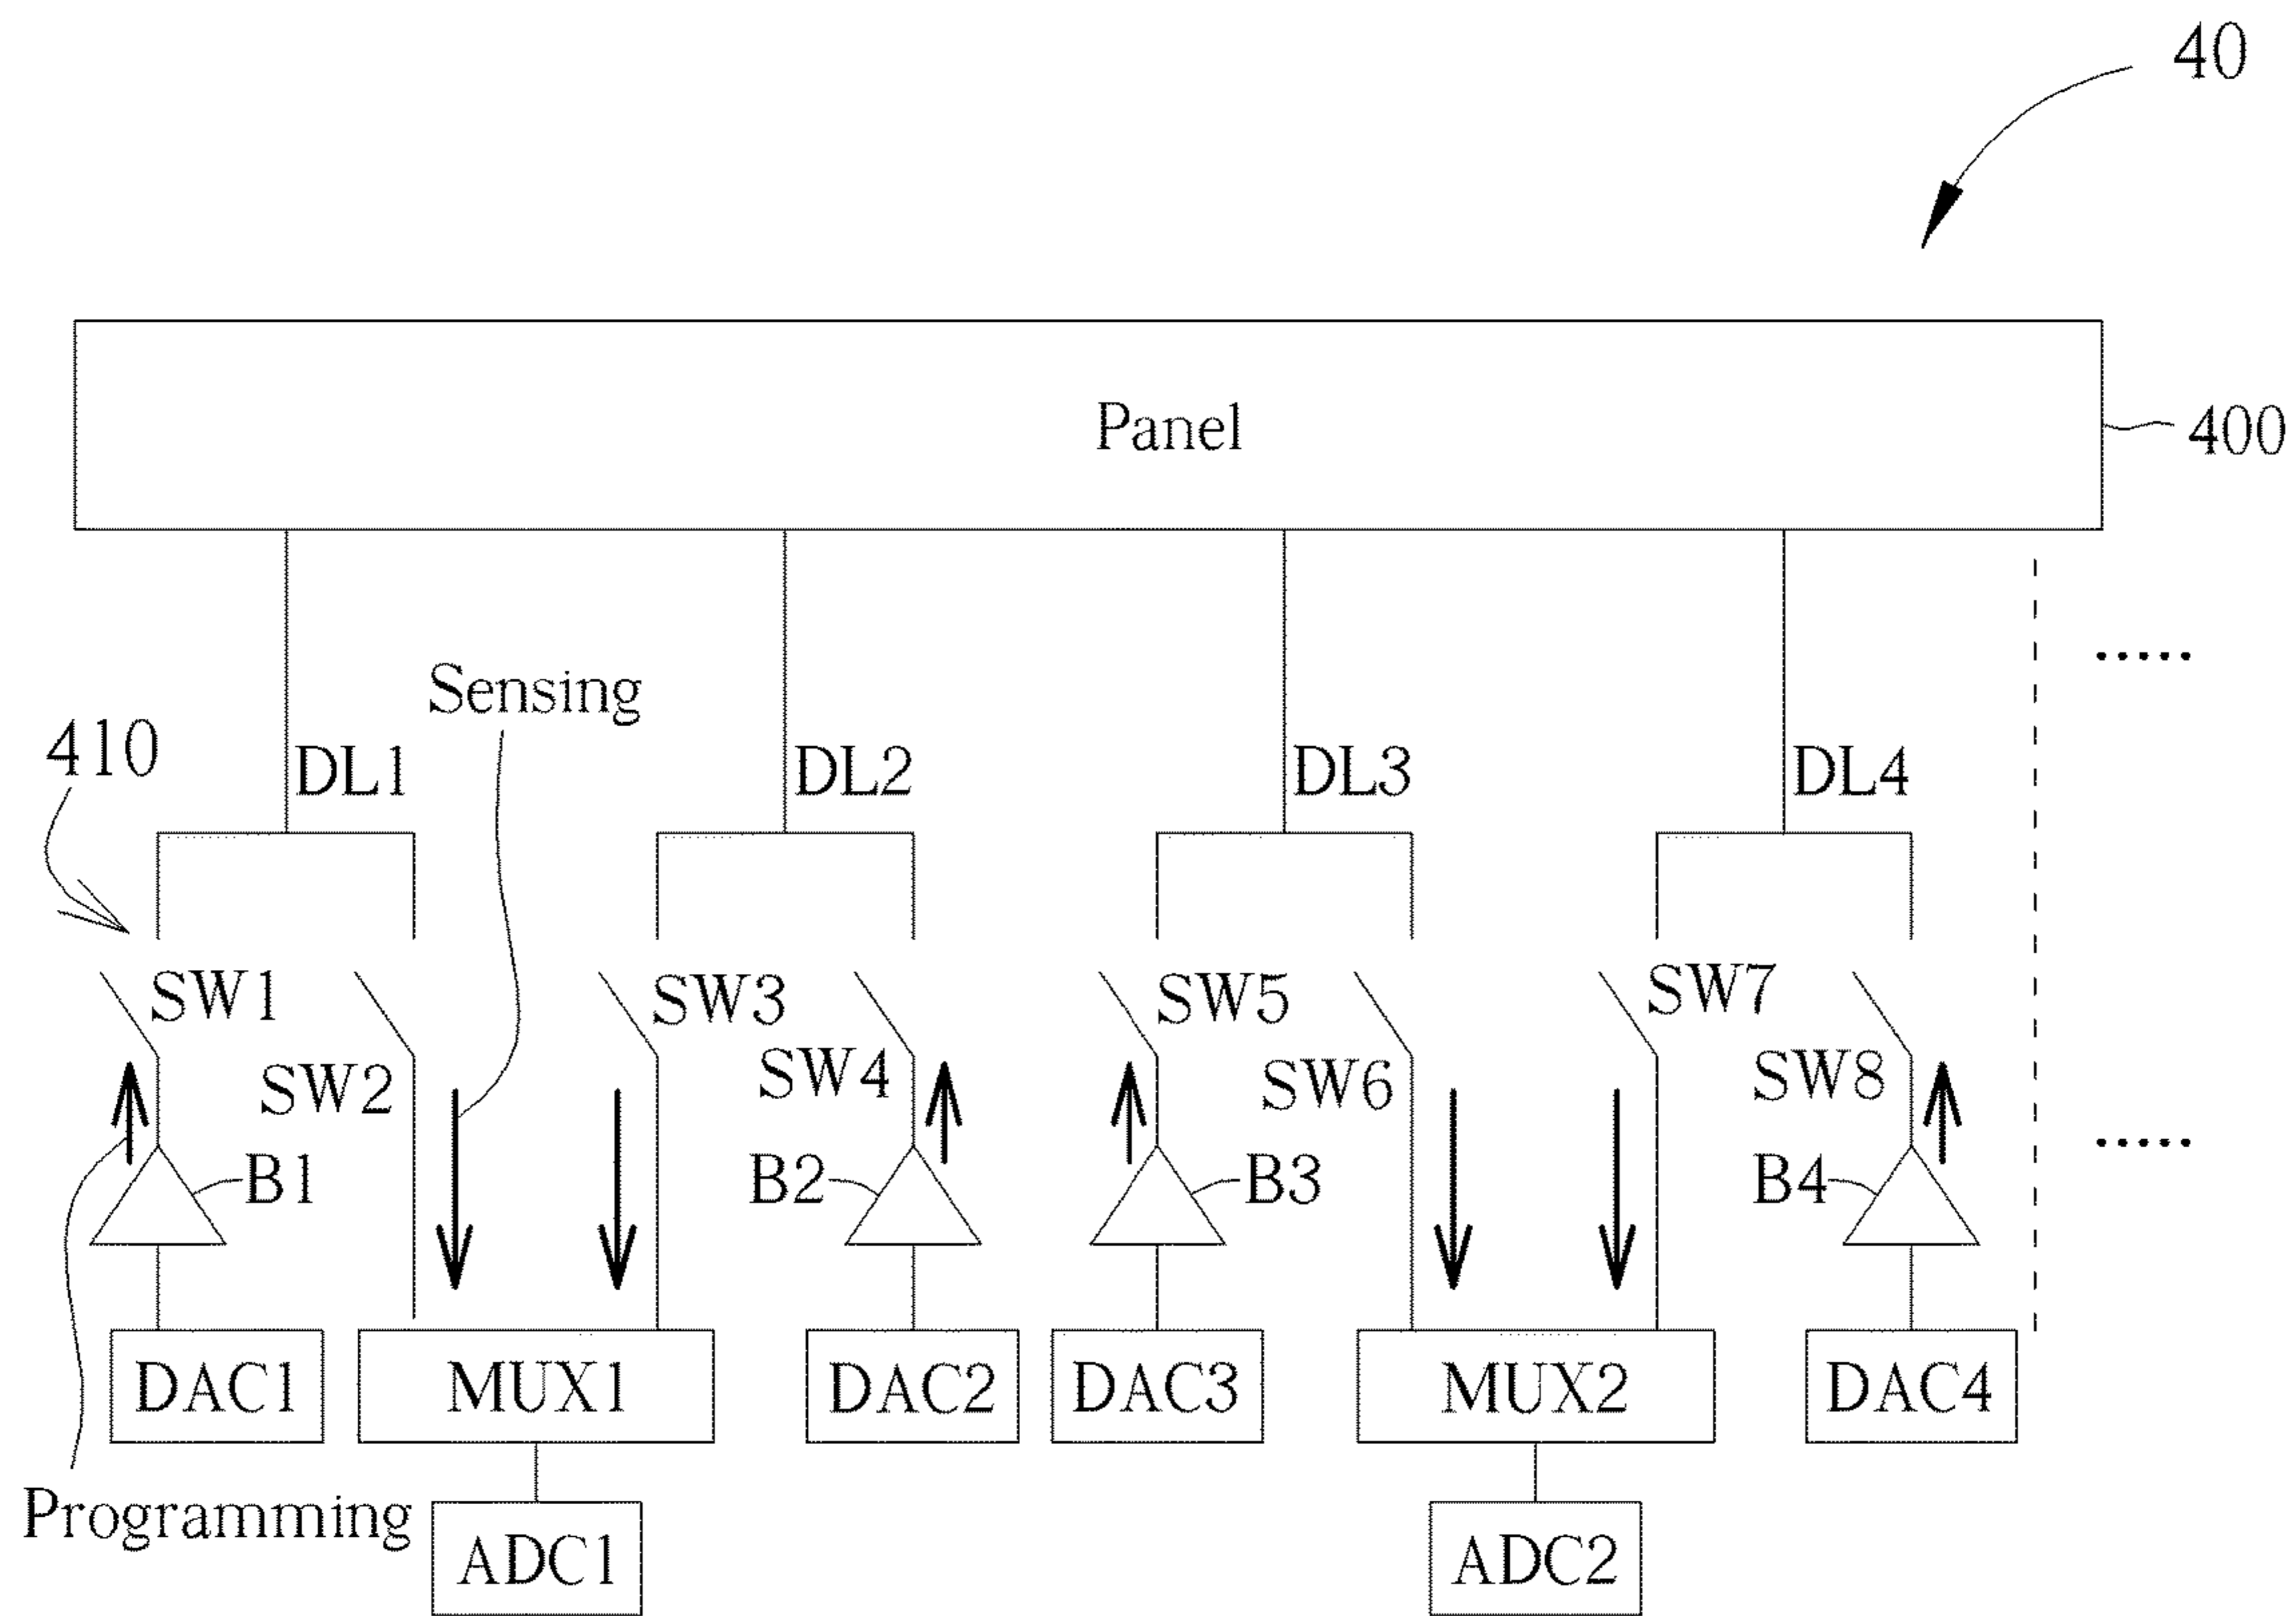 40
Panel
400
Sensing
410
DL1
DL2
DL3
DL4
SW1
SW3
SW5
SW7
SW2
SW4
SW6
SW8
B1
B2
B3
B4
DAC1
MUX1
DAC2
DAC3
MUX2
DAC4
Programming
ADC1
ADC2